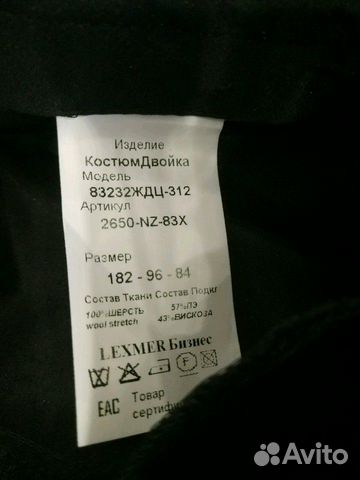 Изделие
КостюмДвойка
Модель
83232ЖДЦ-312
Артикул
2650-NZ-83X
Размер
182 - 96 - 84
Состав Ткани Состав Подкл
100%ШЕРСТЬ 57%ПЭ
wool stretch 43%ВИСКОЗА
LEXMER Бизнес
F
EAC Товар
сертифи
Avito